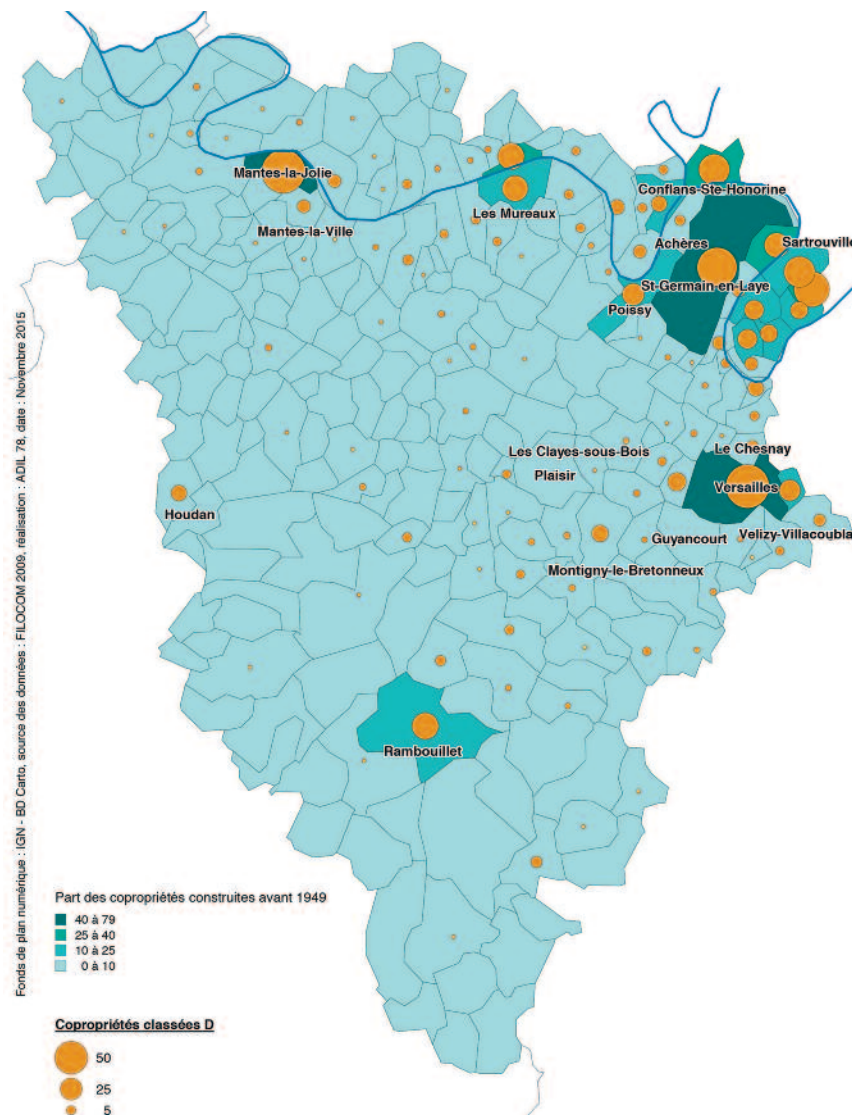 Mantes-la-Jolie
Conflans-Ste-Honorine
Les Mureaux
Mantes-la-Ville
Achères
Sartrouville
St-Germain-en-Laye
Poissy
Les Clayes-sous-Bois
Le Chesnay
Plaisir
Versailles
Houdan
Guyancourt
Velizy-Villacoubla
Montigny-le-Bretonneux
Rambouillet
Fonds de plan numérique : IGN - BD Carto, source des données : FILOCOM 2009, réalisation : ADIL 78, date : Novembre 2015
Part des copropriétés construites avant 1949
40 à 79
25 à 40
10 à 25
0 à 10
Copropriétés classées D
50
25
5